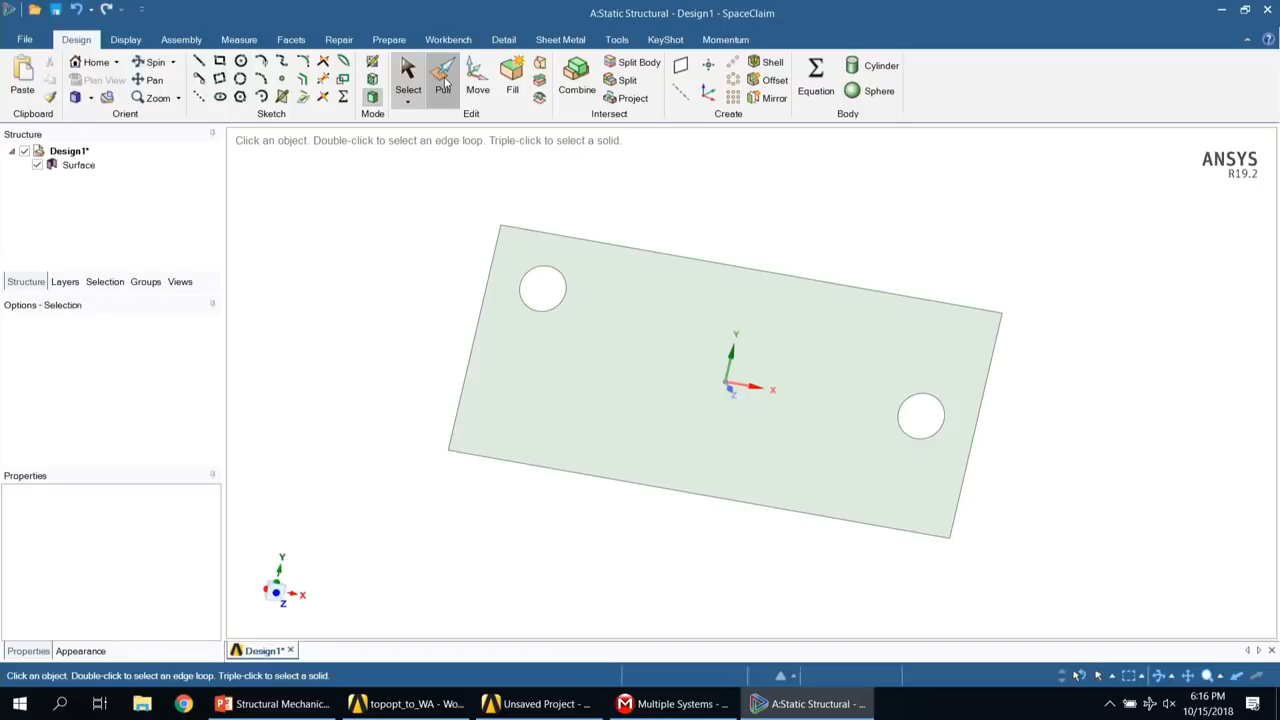 A:Static Structural - Design1 - SpaceClaim
File Design Display Assembly Measure Facets Repair Prepare Workbench Detail Sheet Metal Tools KeyShot Momentum
Paste
Home Spin
Plan View Pan
Zoom
Select Pull Move Fill
Combine
Split Body
Split
Project
Shell
Offset
Mirror
Equation
Cylinder
Sphere
Clipboard Orient Sketch Mode Edit Intersect Create Body
Structure
Design1*
Surface
Structure Layers Selection Groups Views
Options - Selection
Properties
Properties Appearance
Click an object. Double-click to select an edge loop. Triple-click to select a solid.
ANSYS
R19.2
Y
X
Z
Y
X
Z
Design1*
Click an object. Double-click to select an edge loop. Triple-click to select a solid.
Structural Mechanic... topopt_to_WA - Wo... Unsaved Project - ... Multiple Systems - ... A:Static Structural - ...
6:16 PM
10/15/2018